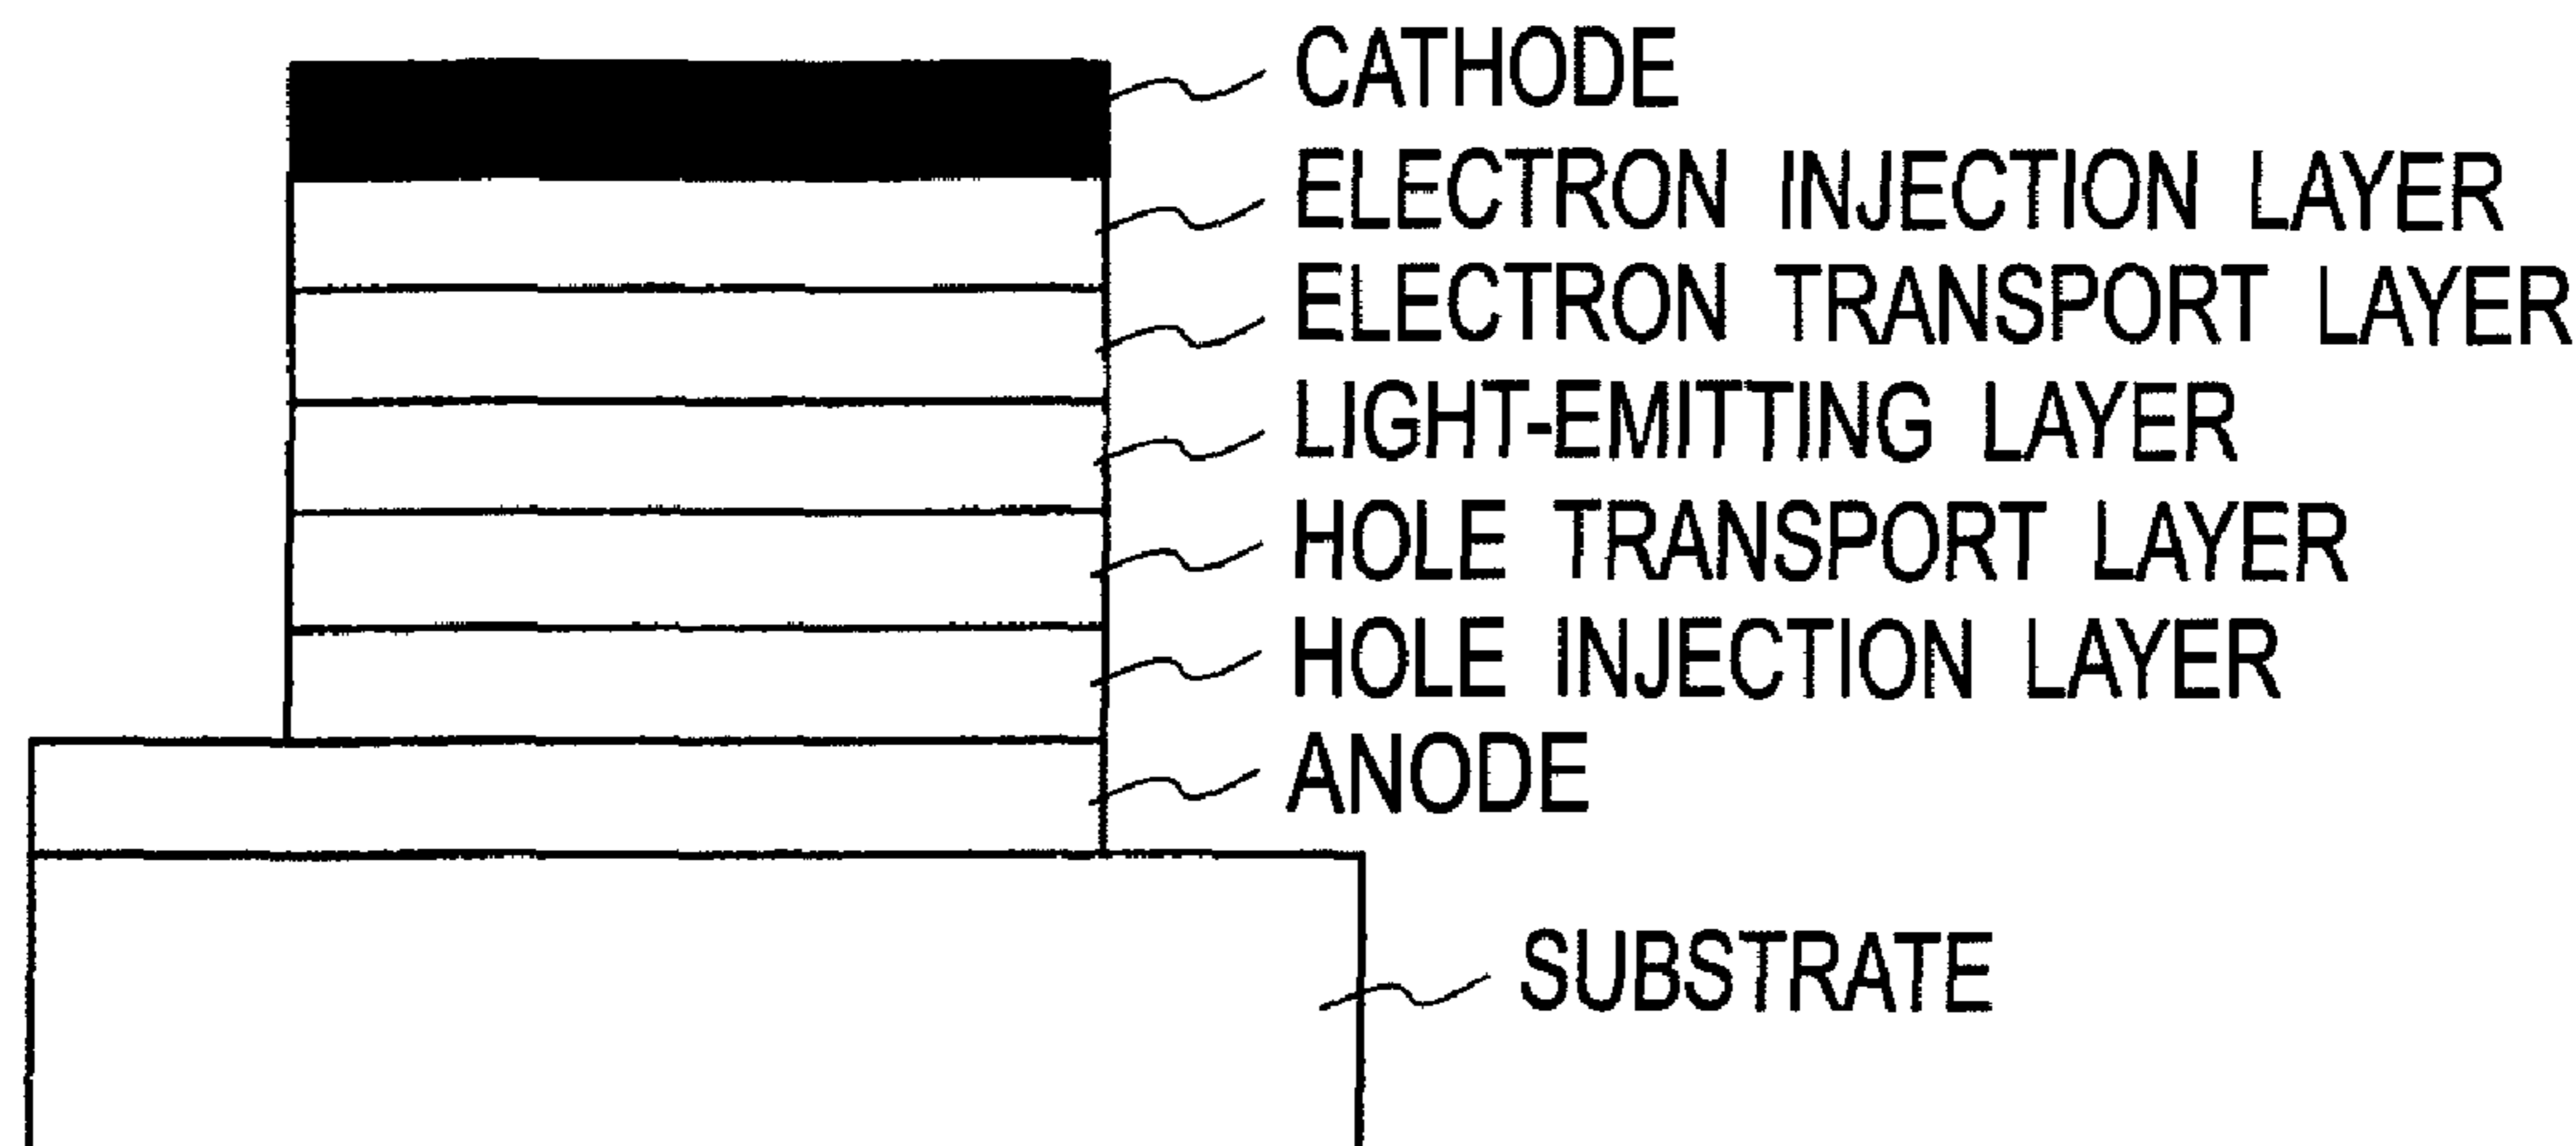 CATHODE
ELECTRON INJECTION LAYER
ELECTRON TRANSPORT LAYER
LIGHT-EMITTING LAYER
HOLE TRANSPORT LAYER
HOLE INJECTION LAYER
ANODE
SUBSTRATE